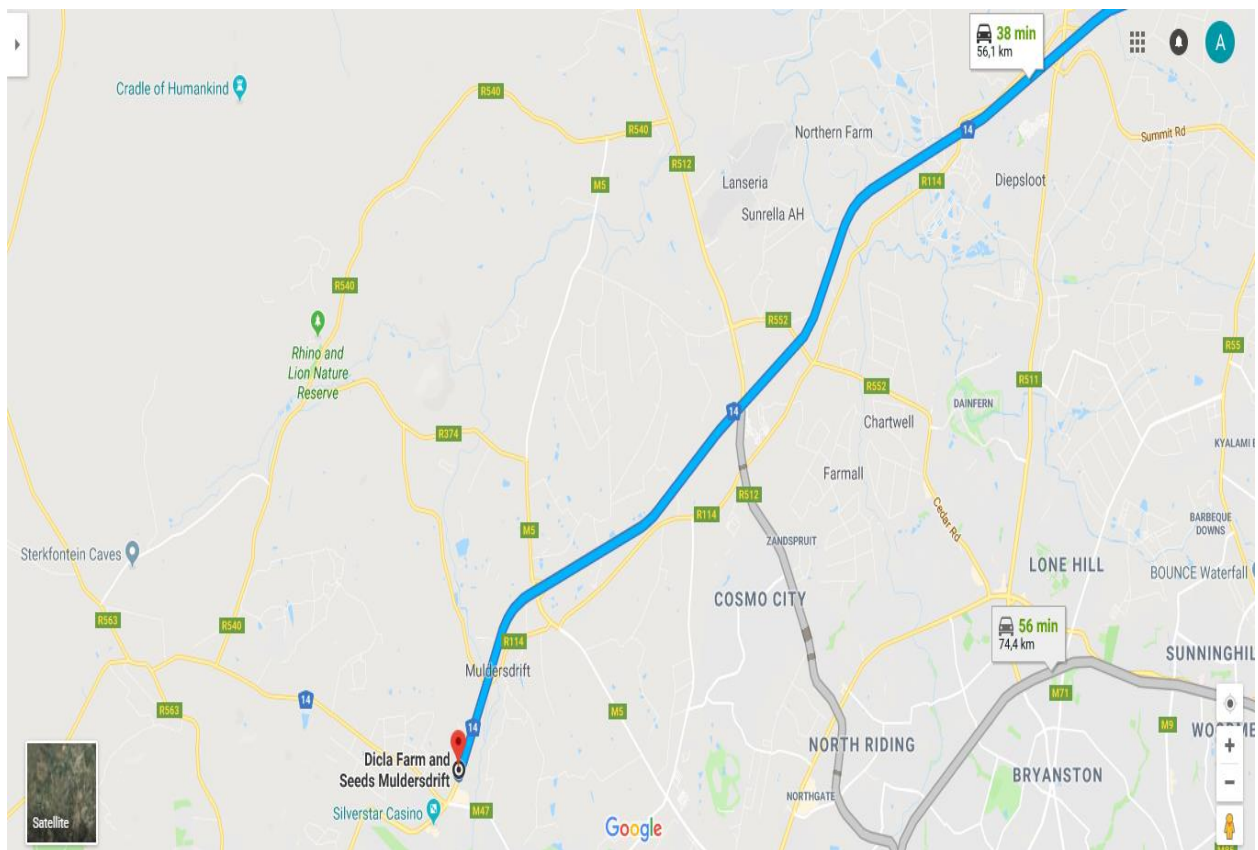 38 min
56,1 km
A
Cradle of Humankind
R540
R540
R540
Northern Farm
14
Summit Rd
R512
Lanseria
M5
R114
Diepsloot
Sunrella AH
R540
R552
R55
Rhino and
Lion Nature
Reserve
R552
R511
DAINFERN
14
Chartwell
R374
Farmall
R512
R114
M5
Cedar Rd
BARBEQUE
DOWNS
ZANDSPRUIT
Sterkfontein Caves
LONE HILL
BOUNCE Waterfall
COSMO CITY
R563
R540
56 min
74,4 km
R114
SUNNINGHIL
Muldersdrift
M71
14
R563
M5
M9
14
NORTH RIDING
Dicla Farm and
Seeds Muldersdrift
BRYANSTON
NORTHGATE
Silverstar Casino
M47
Satellite
Google